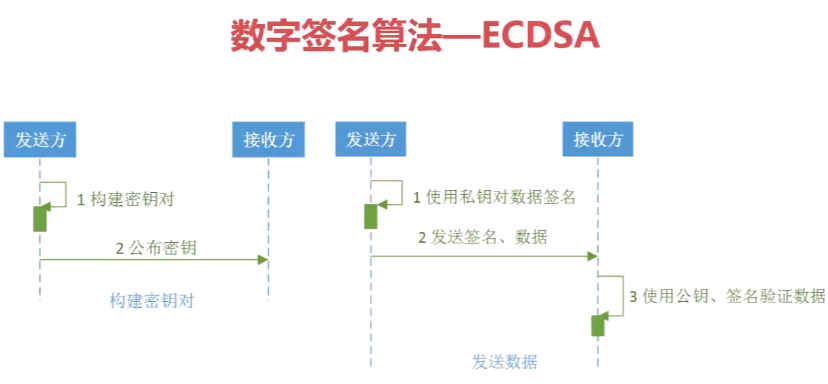 数字签名算法—ECDSA
发送方
接收方
1 构建密钥对
2 公布密钥
构建密钥对
发送方
接收方
1 使用私钥对数据签名
2 发送签名、数据
3 使用公钥、签名验证数据
发送数据